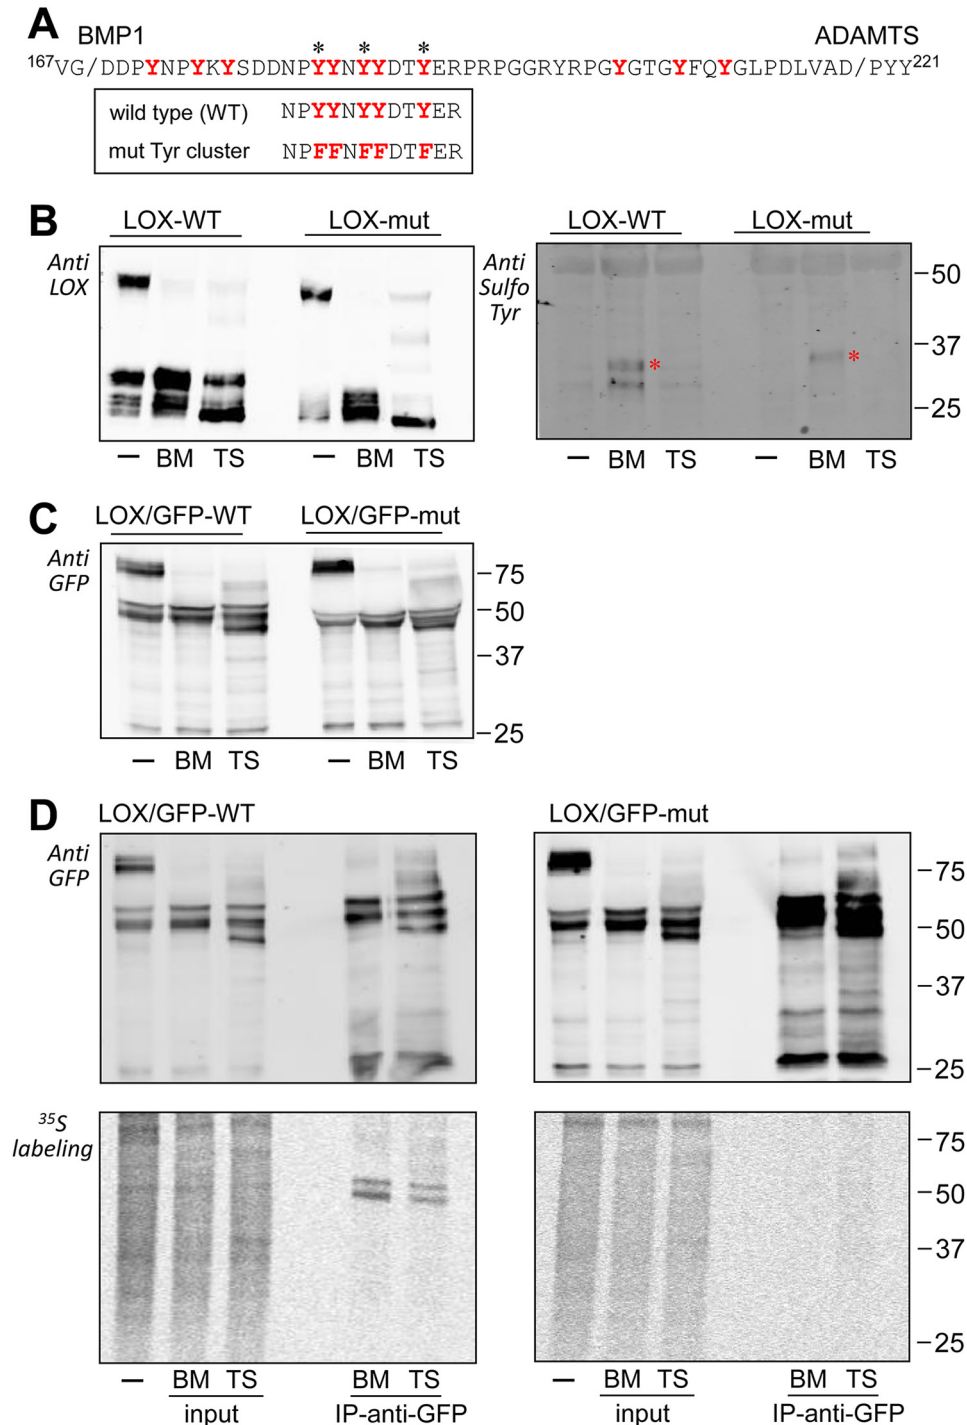 A
BMP1 ADAMTS
* * *
167VG/DDPYNPYKYSDDNPYYNYYDTYERPRPGGRYRPGYGTGYFQYGLPDLVAD/PYY221
wild type (WT) NPYYNYYDTYER
mut Tyr cluster NPFFNFFDTFER
B
LOX-WT LOX-mut LOX-WT LOX-mut
Anti LOX
Anti Sulfo Tyr
-50
-37
-25
* *
– BM TS – BM TS – BM TS – BM TS
C
LOX/GFP-WT LOX/GFP-mut
Anti GFP
-75
-50
-37
-25
– BM TS – BM TS
D
LOX/GFP-WT LOX/GFP-mut
Anti GFP
-75
-50
-37
-25
35S labeling
-75
-50
-37
-25
– BM TS BM TS – BM TS BM TS
input IP-anti-GFP input IP-anti-GFP